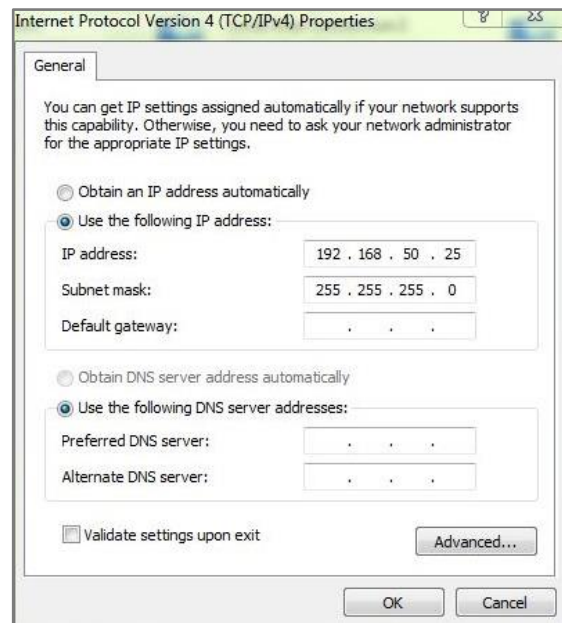 Internet Protocol Version 4 (TCP/IPv4) Properties
General
You can get IP settings assigned automatically if your network supports
this capability. Otherwise, you need to ask your network administrator
for the appropriate IP settings.
Obtain an IP address automatically
Use the following IP address:
IP address: 192 . 168 . 50 . 25
Subnet mask: 255 . 255 . 255 . 0
Default gateway: . . .
Obtain DNS server address automatically
Use the following DNS server addresses:
Preferred DNS server: . . .
Alternate DNS server: . . .
Validate settings upon exit
Advanced...
OK Cancel